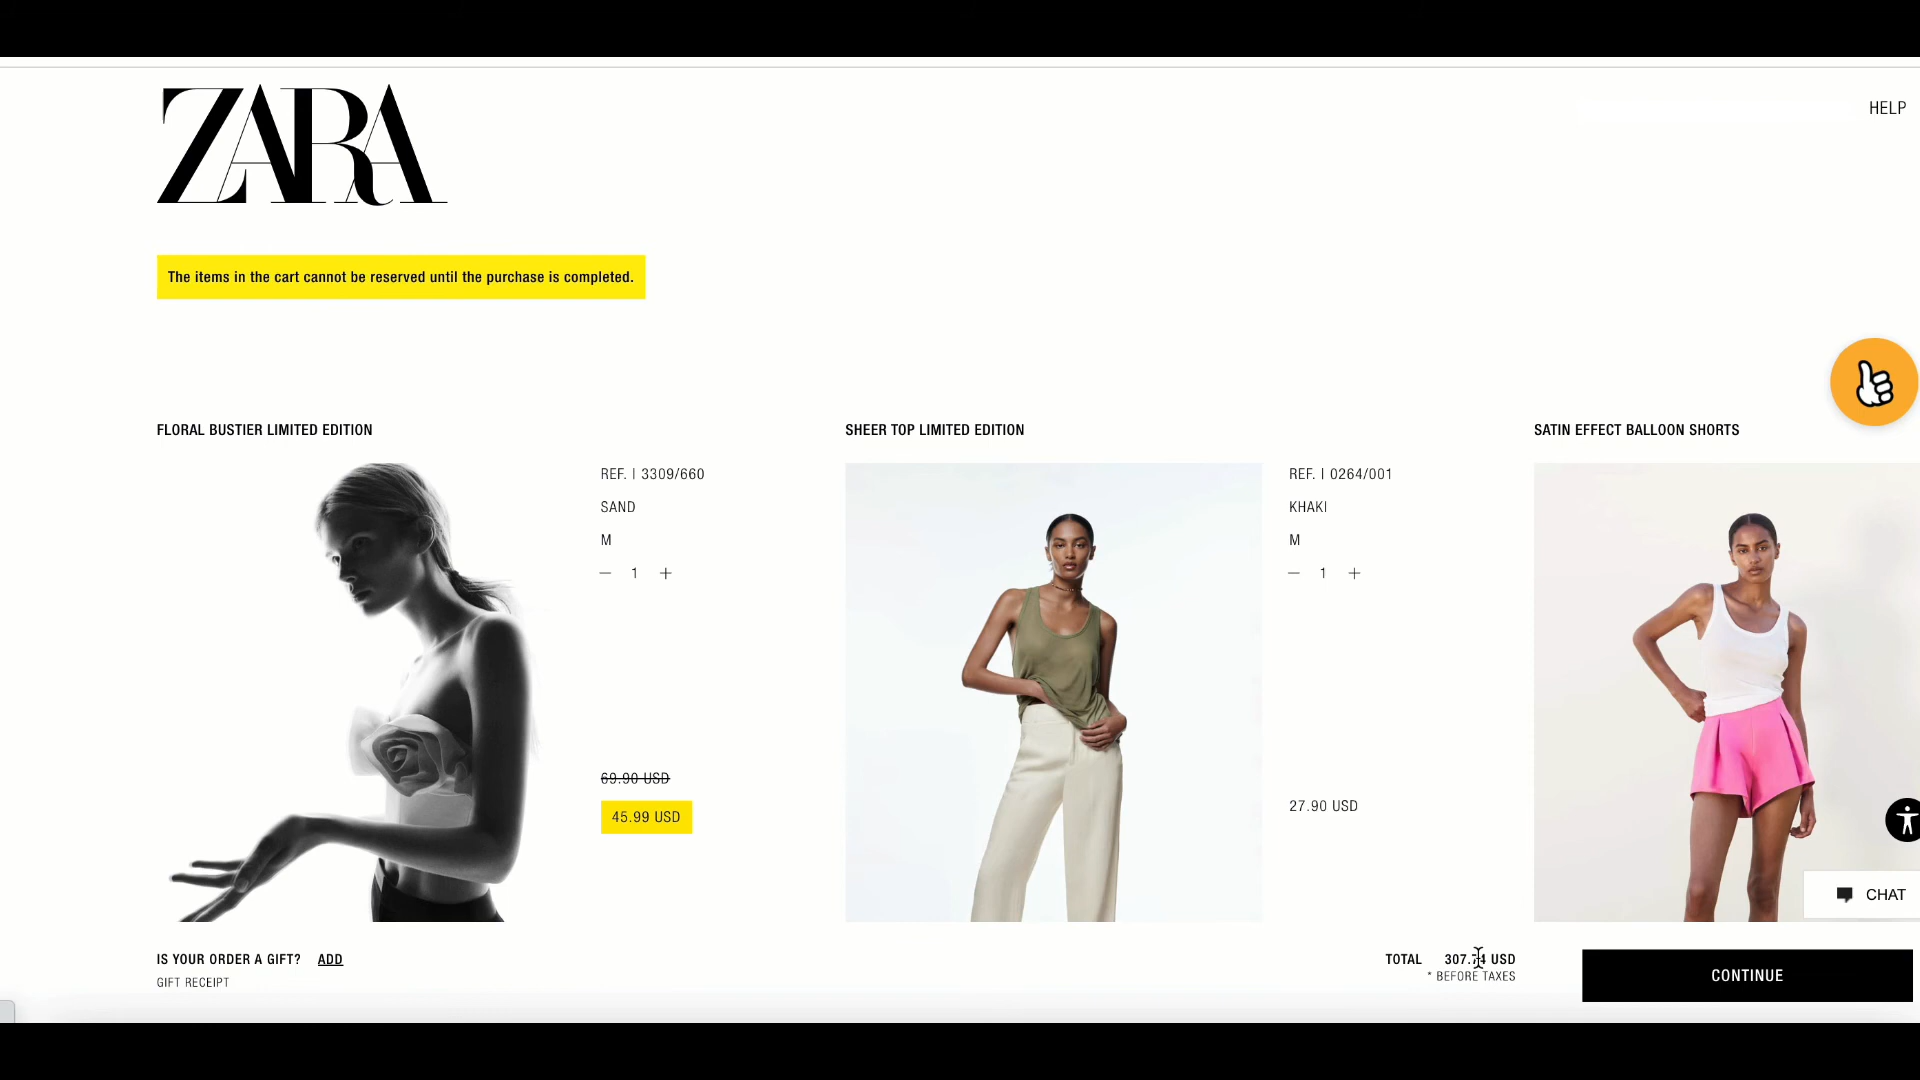 ZARA
HELP
The items in the cart cannot be reserved until the purchase is completed.
FLORAL BUSTIER LIMITED EDITION
REF. | 3309/660
SAND
M
— 1 +
69.90 USD
45.99 USD
SHEER TOP LIMITED EDITION
REF. | 0264/001
KHAKI
M
— 1 +
27.90 USD
SATIN EFFECT BALLOON SHORTS
CHAT
IS YOUR ORDER A GIFT? ADD
GIFT RECEIPT
TOTAL USD
* BEFORE TAXES
CONTINUE